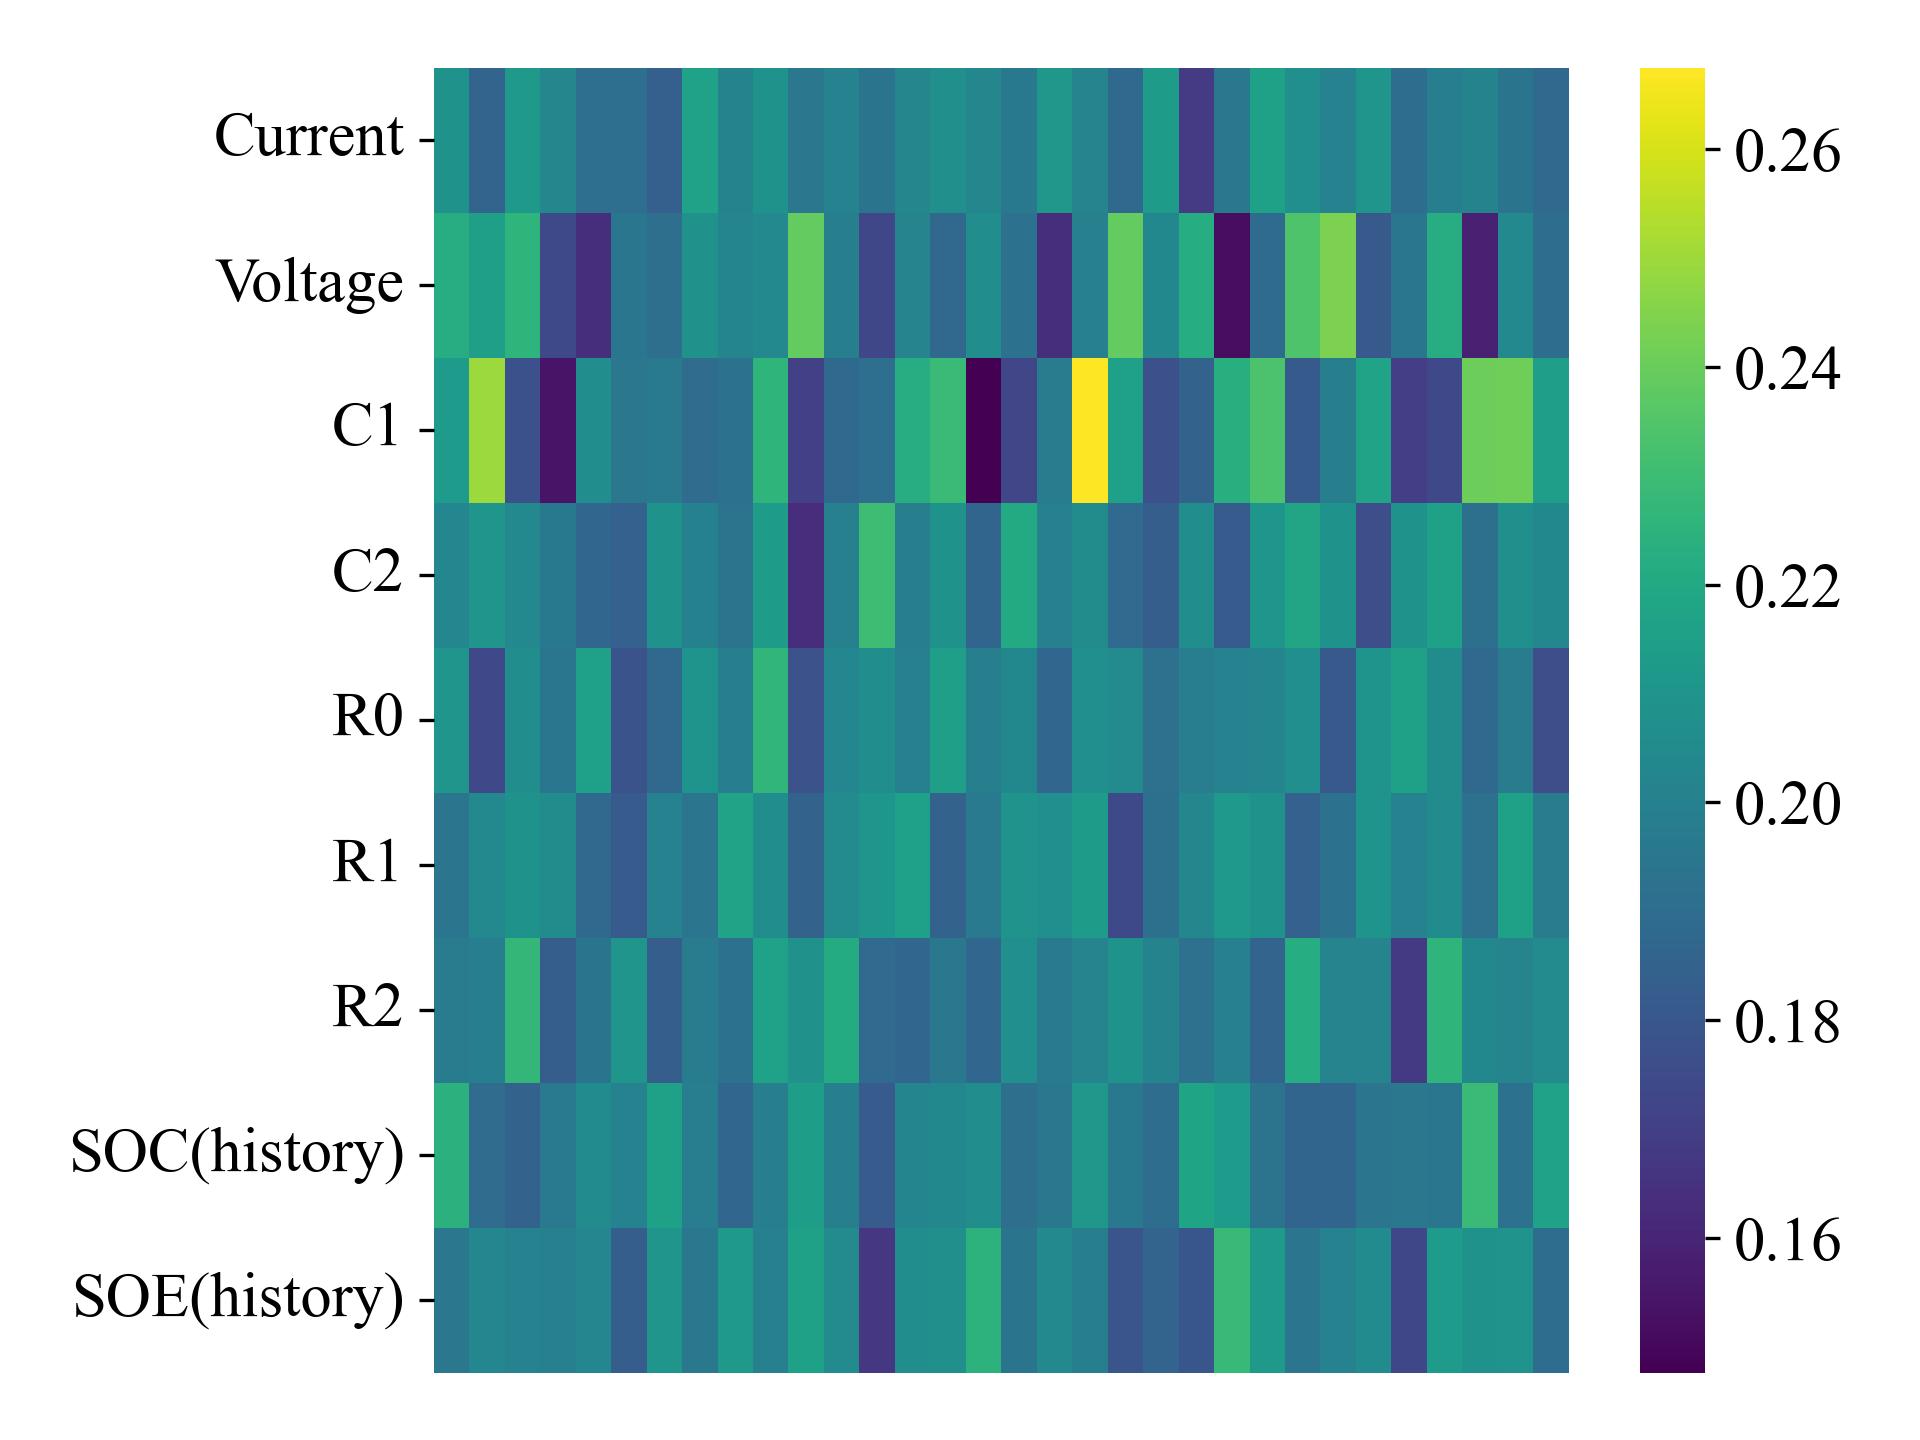 Current
Voltage
C1
C2
R0
R1
R2
SOC(history)
SOE(history)
0.26
0.24
0.22
0.20
0.18
0.16